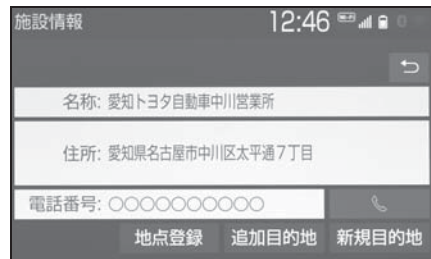 施設情報
12:46
名称: 愛知トヨタ自動車中川営業所
住所: 愛知県名古屋市中川区太平通7丁目
電話番号: ○○○○○○○○○○
地点登録 追加目的地 新規目的地